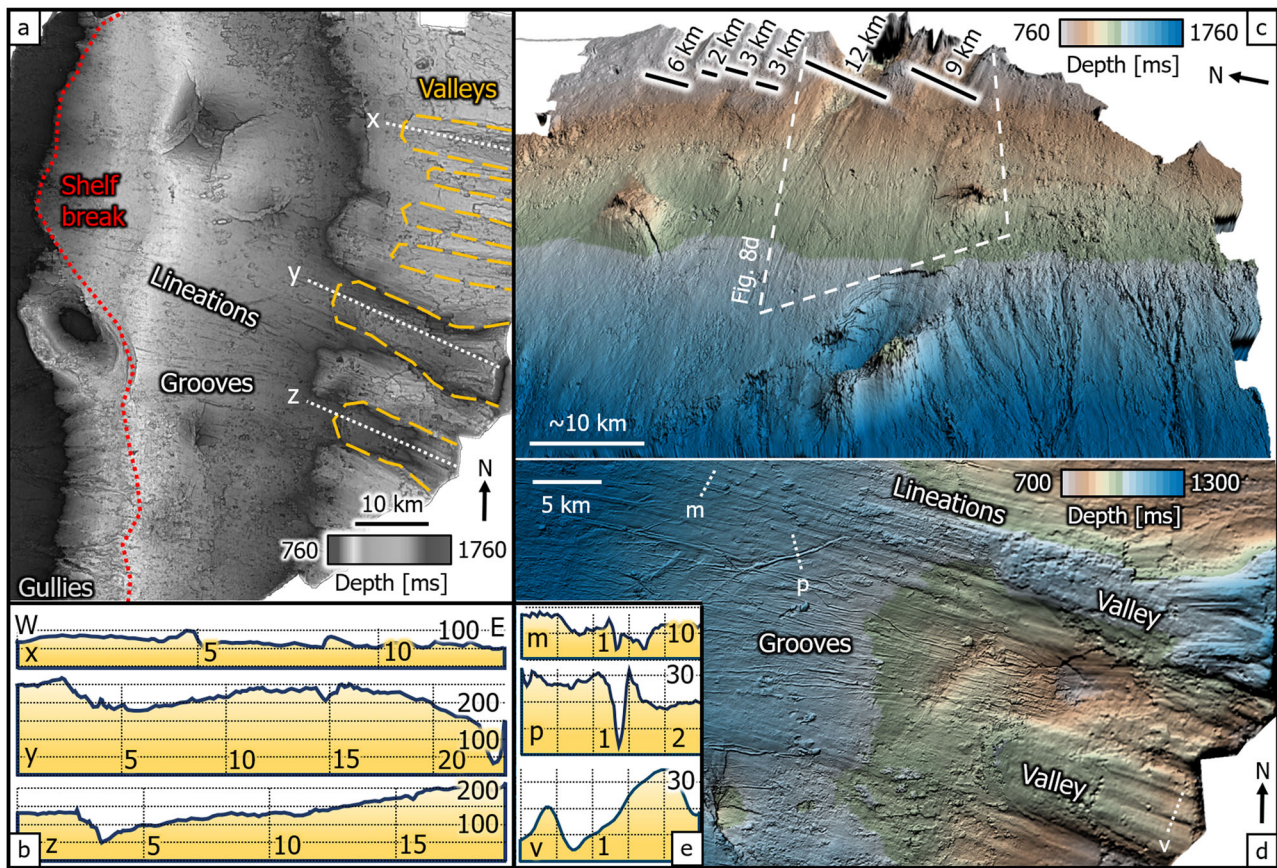 a
Valleys
x
Shelf
break
y
Lineations
Grooves
z
N
10 km
760 1760
Depth [ms]
Gullies
c
760 1760
Depth [ms]
N
6 km
2 km
3 km
3 km
12 km
9 km
Fig. 8d
~10 km
5 km
m
Lineations
700 1300
Depth [ms]
p
Valley
Grooves
Valley
N
v
d
W 100 E
x 5 10
200
100
y 5 10 15 20
200
100
z 5 10 15
b
m 1 10
30
p 1 2
30
v 1
e